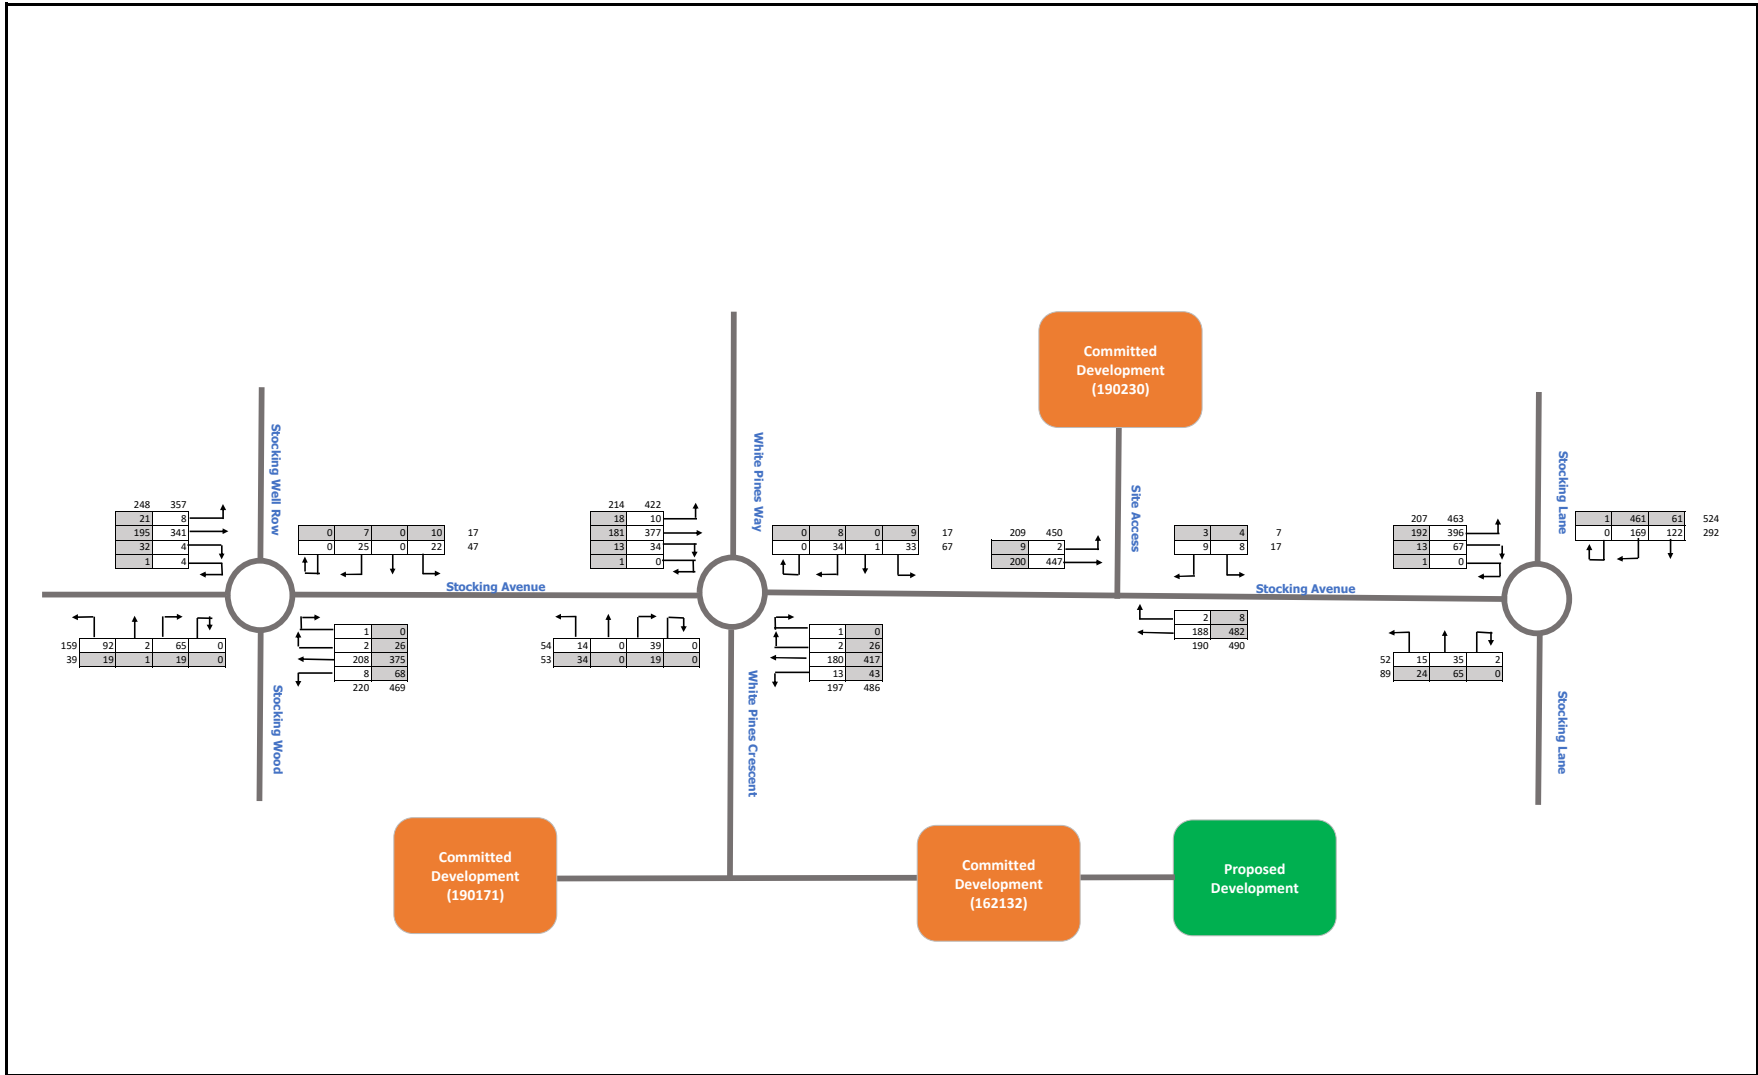 Committed
Development
(190230)
Stocking Well Row
White Pines Way
Site Access
Stocking Lane
248 357
21 8
195 341
32 4
1 4
0 7 0 10 17
0 25 0 22 47
214 422
18 10
181 377
13 34
1 0
0 8 0 9 17
0 34 1 33 67
209 450
9 2
200 447
3 4 7
9 8 17
207 463
192 396
13 67
1 0
1 461 61 524
0 169 122 292
Stocking Avenue
Stocking Avenue
159 92 2 65 0
39 19 1 19 0
1 0
2 26
208 375
8 68
220 469
54 14 0 39 0
53 34 0 19 0
1 0
2 26
180 417
13 43
197 486
2 8
188 482
190 490
52 15 35 2
89 24 65 0
Stocking Wood
White Pines Crescent
Stocking Lane
Committed
Development
(190171)
Committed
Development
(162132)
Proposed
Development